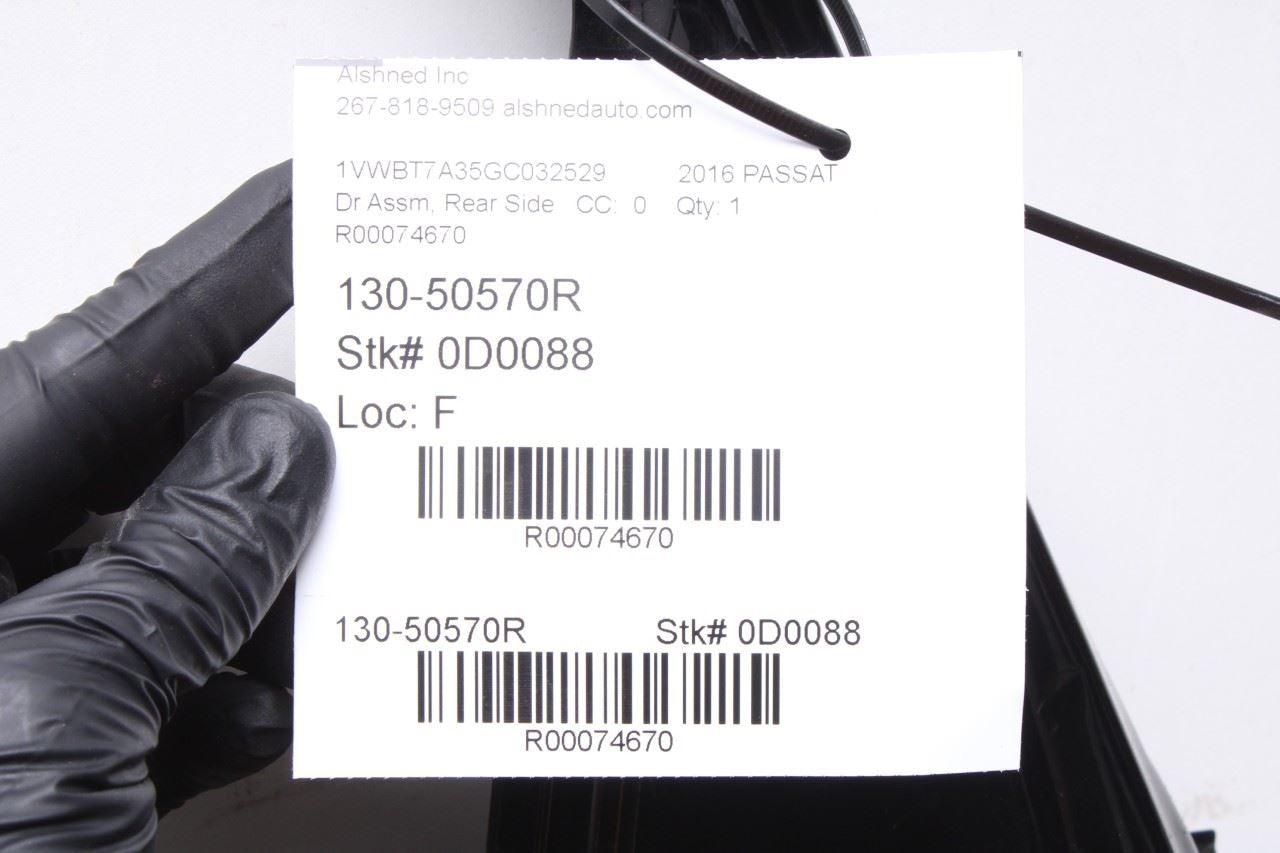 Alshned Inc
267-818-9509 alshnedauto.com
1VWBT7A35GC032529 2016 PASSAT
Dr Assm, Rear Side CC: 0 Qty: 1
R00074670
130-50570R
Stk# 0D0088
Loc: F
R00074670
130-50570R Stk# 0D0088
R00074670